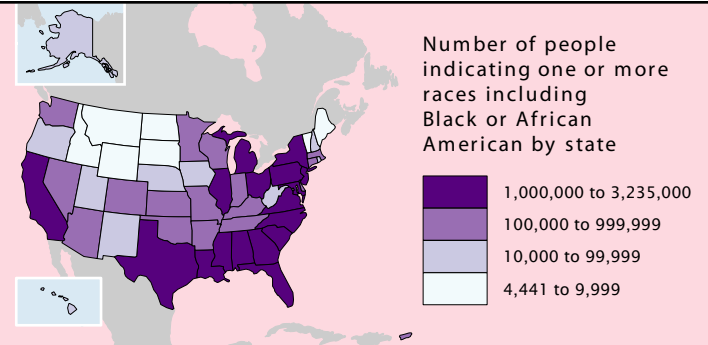 Number of people
indicating one or more
races including
Black or African
American by state
1,000,000 to 3,235,000
100,000 to 999,999
10,000 to 99,999
4,441 to 9,999